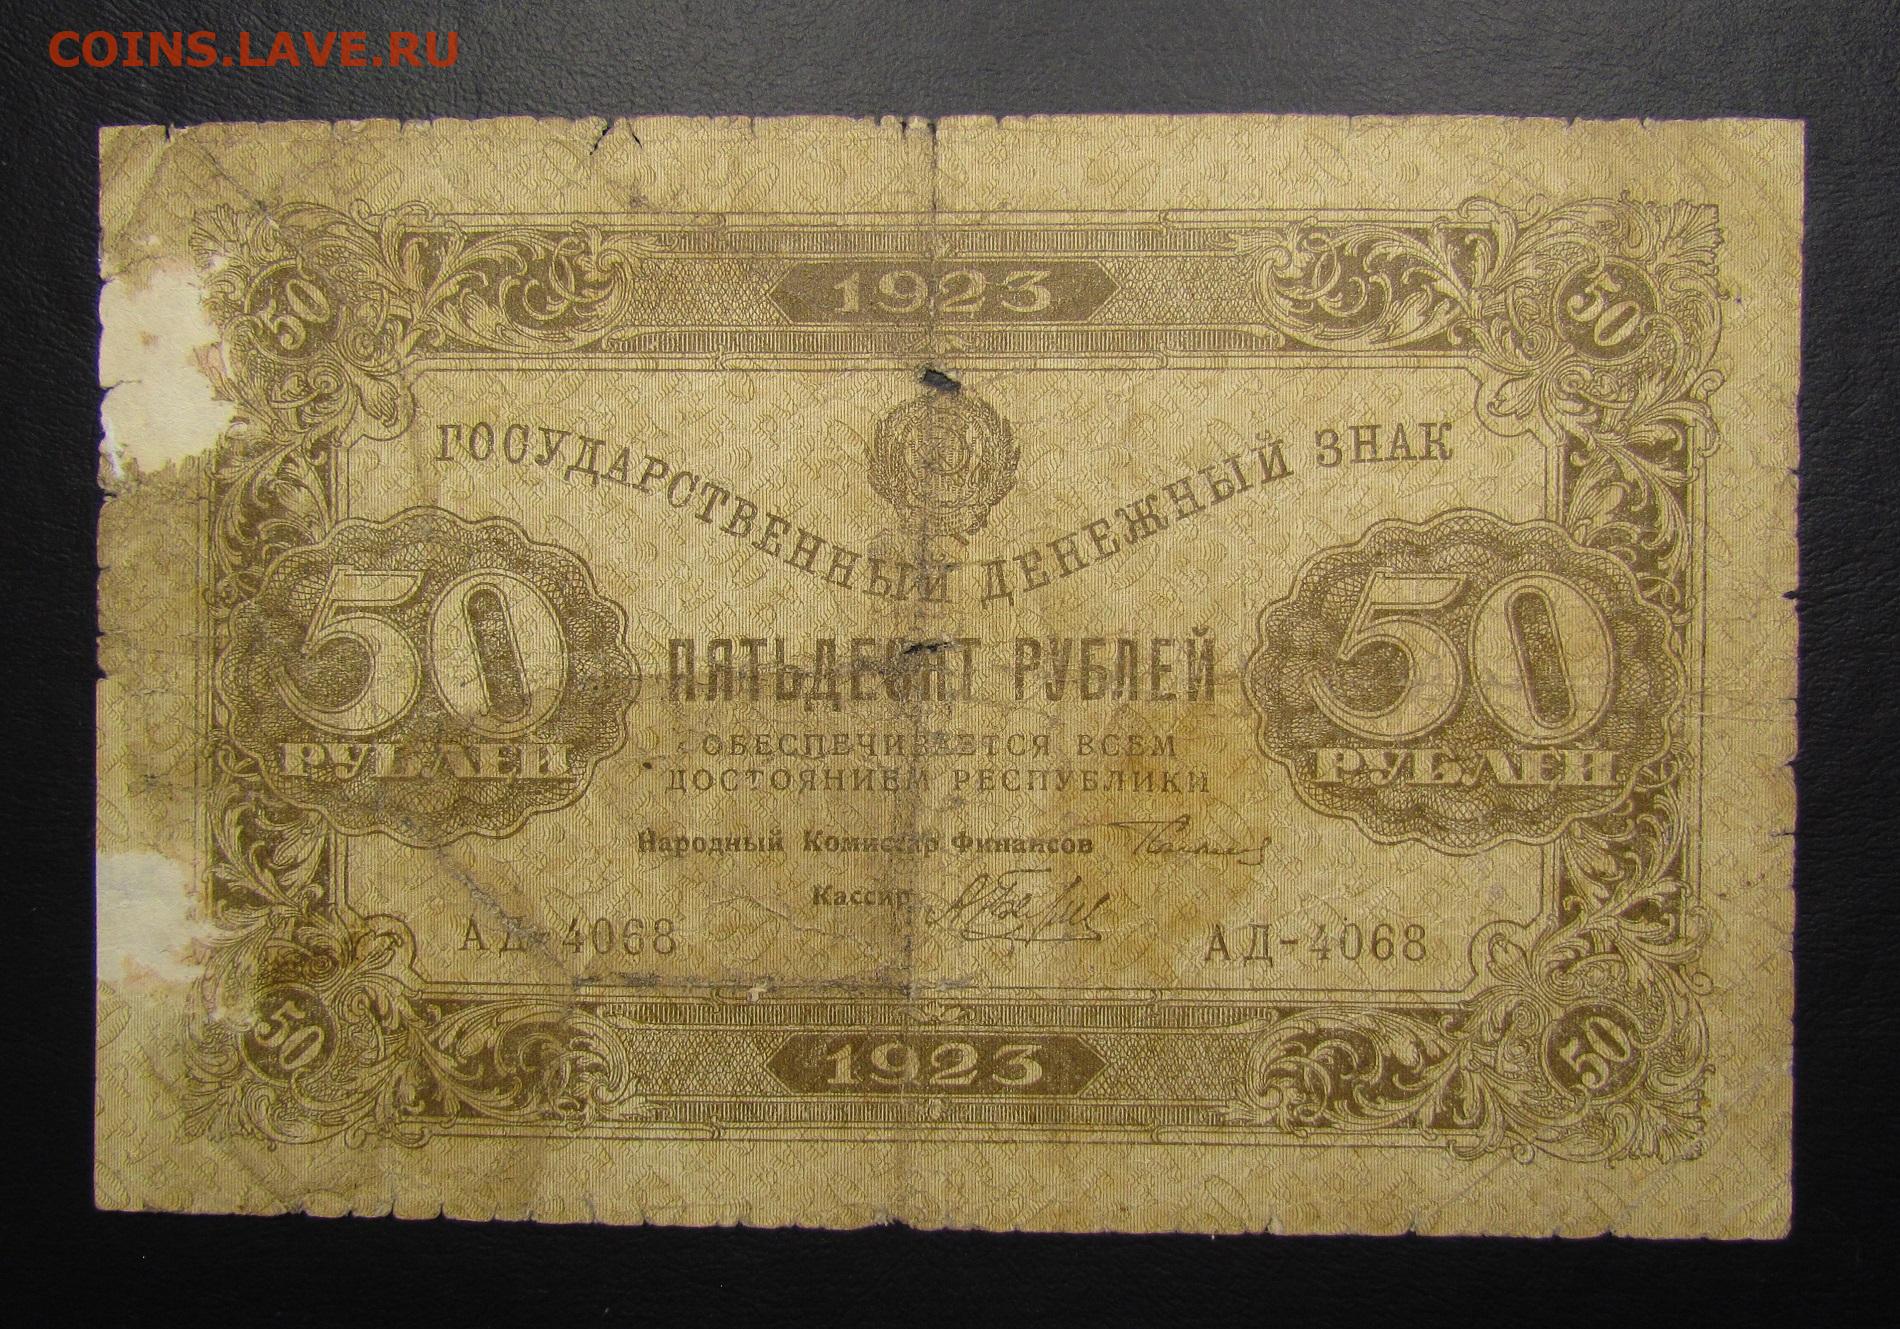 COINS.LAVE.RU
50 1923 50
ГОСУДАРСТВЕННЫЙ ДЕНЕЖНЫЙ ЗНАК
50 РУБЛЕЙ
ПЯТЬДЕСЯТ РУБЛЕЙ
50 РУБЛЕЙ
ОБЕСПЕЧИВАЕТСЯ ВСЕМ
ДОСТОЯНИЕМ РЕСПУБЛИКИ
Народный Комиссар Финансов
Кассир
АД-4068 АД-4068
50 1923 50